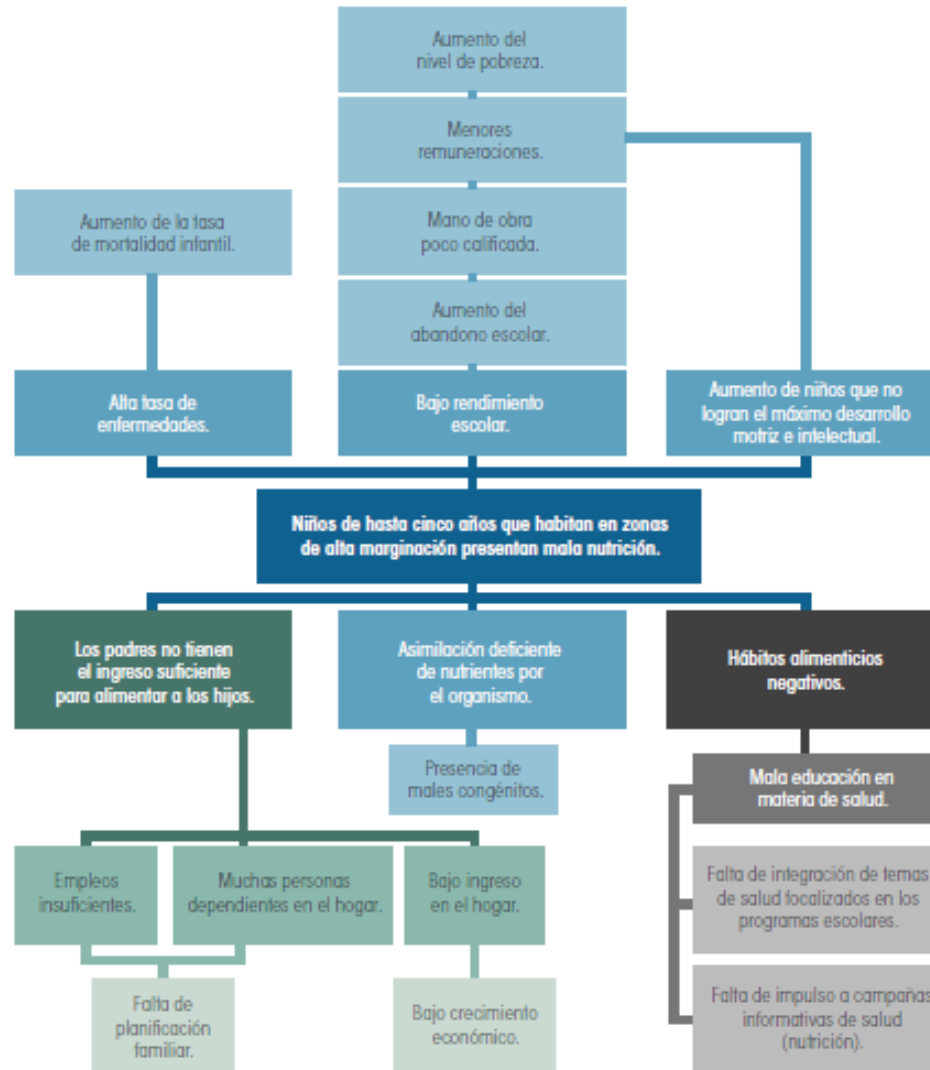 Aumento del
nivel de pobreza.
Menores
remuneraciones.
Aumento de la tasa
de mortalidad infantil.
Mano de obra
poco calificada.
Aumento del
abandono escolar.
Alta tasa de
enfermedades.
Bajo rendimiento
escolar.
Aumento de niños que no
logran el máximo desarrollo
motriz e intelectual.
Niños de hasta cinco años que habitan en zonas
de alta marginación presentan mala nutrición.
Los padres no tienen
el ingreso suficiente
para alimentar a los hijos.
Asimilación deficiente
de nutrientes por
el organismo.
Hábitos alimenticios
negativos.
Presencia de
males congénitos.
Mala educación en
materia de salud.
Empleos
insuficientes.
Muchas personas
dependientes en el hogar.
Bajo ingreso
en el hogar.
Falta de integración de temas
de salud focalizados en los
programas escolares.
Falta de
planificación
familiar.
Bajo crecimiento
económico.
Falta de impulso a campañas
informativas de salud
(nutrición).